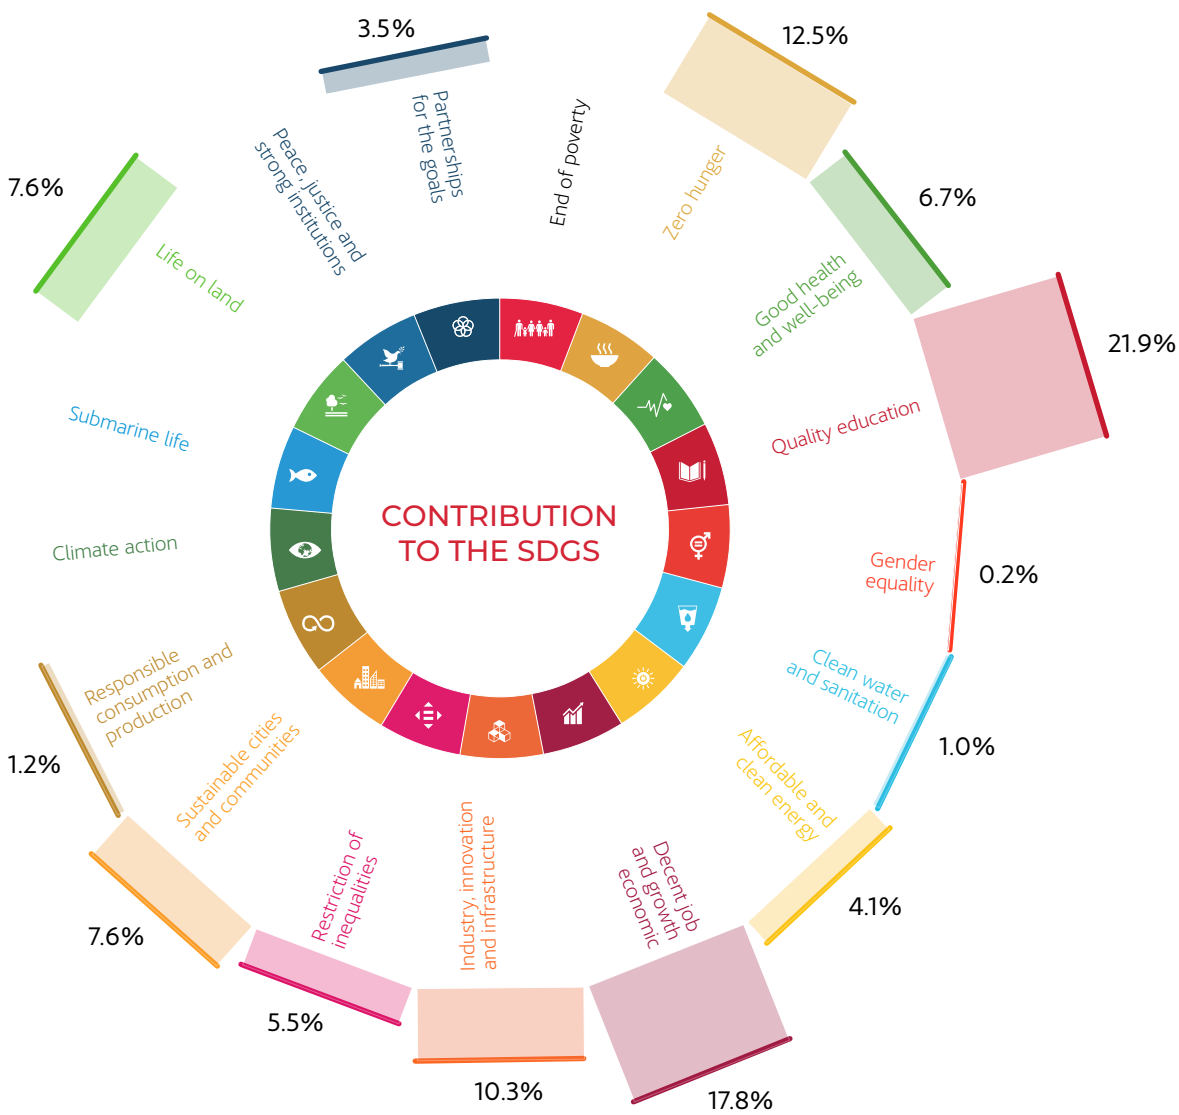 CONTRIBUTION
TO THE SDGS
End of poverty
Zero hunger
12.5%
Good health
and well-being
6.7%
Quality education
21.9%
Gender
equality
0.2%
Clean water
and sanitation
1.0%
Affordable and
clean energy
4.1%
Decent job
and growth
economic
17.8%
Industry, innovation
and infrastructure
10.3%
Restriction of
inequalities
5.5%
Sustainable cities
and communities
7.6%
Responsible
consumption and
production
1.2%
Climate action
Submarine life
Life on land
7.6%
Peace, justice and
strong institutions
Partnerships
for the goals
3.5%